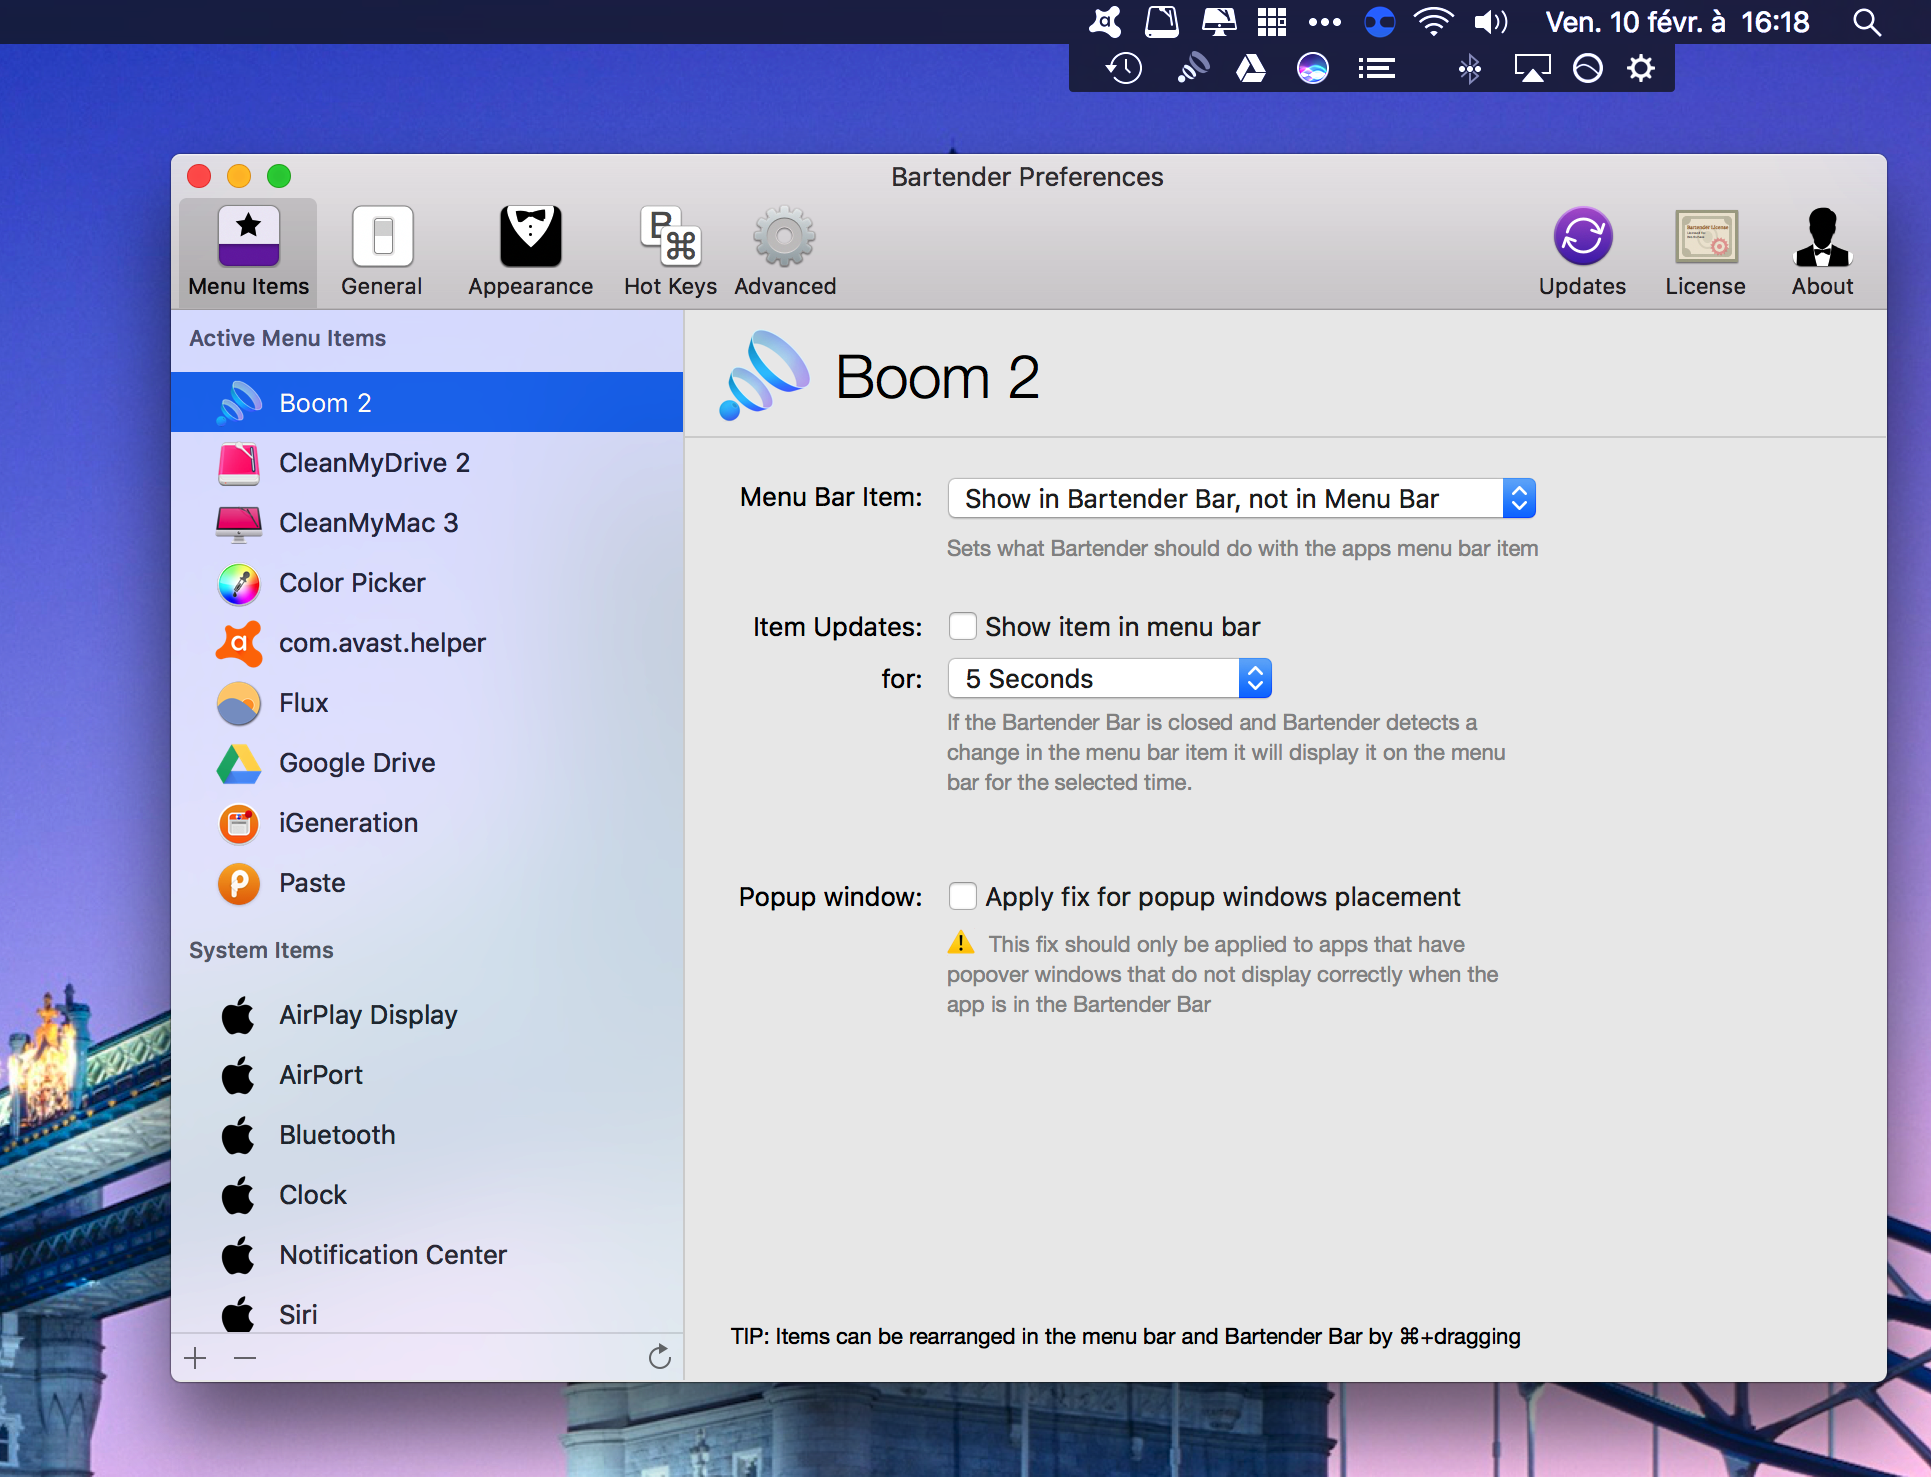 Ven. 10 févr. à 16:18
Bartender Preferences
Menu Items
General
Appearance
Hot Keys
Advanced
Updates
License
About
Active Menu Items
Boom 2
CleanMyDrive 2
CleanMyMac 3
Color Picker
com.avast.helper
Flux
Google Drive
iGeneration
Paste
System Items
AirPlay Display
AirPort
Bluetooth
Clock
Notification Center
Siri
Boom 2
Menu Bar Item: Show in Bartender Bar, not in Menu Bar
Sets what Bartender should do with the apps menu bar item
Item Updates: Show item in menu bar
for: 5 Seconds
If the Bartender Bar is closed and Bartender detects a
change in the menu bar item it will display it on the menu
bar for the selected time.
Popup window: Apply fix for popup windows placement
This fix should only be applied to apps that have
popover windows that do not display correctly when the
app is in the Bartender Bar
TIP: Items can be rearranged in the menu bar and Bartender Bar by ⌘+dragging